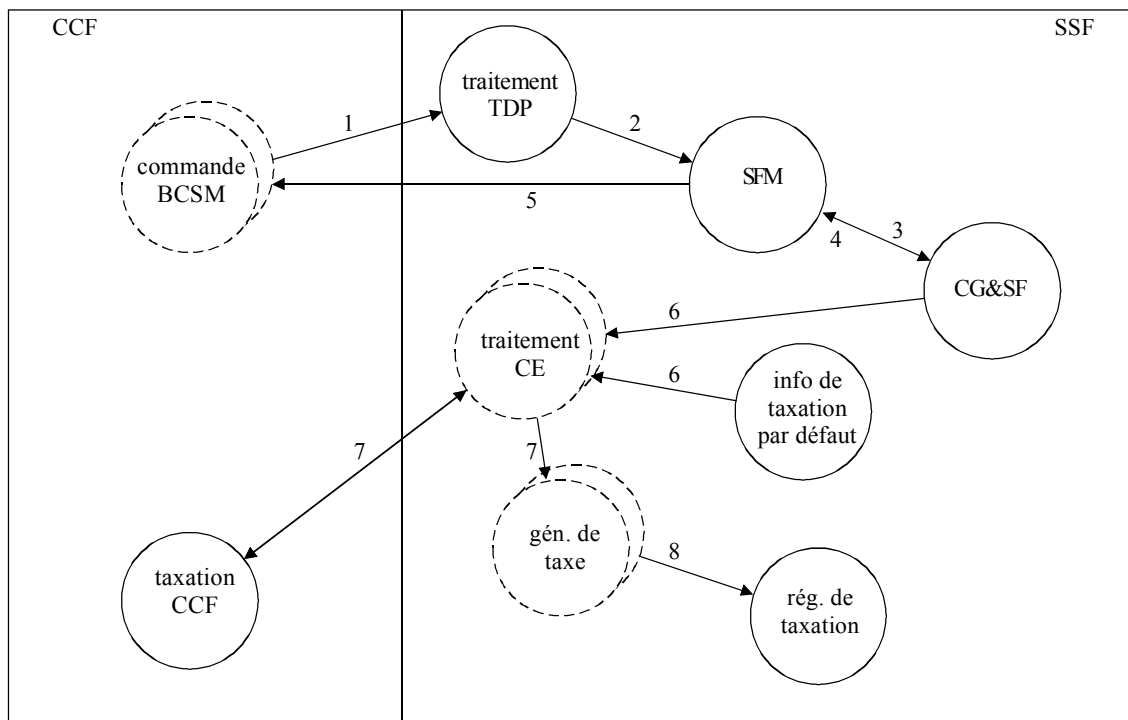 CCF
SSF
traitement
TDP
1
2
commande
BCSM
SFM
5
4
3
CG&SF
6
traitement
CE
6
info de
taxation
par défaut
7
7
gén. de
taxe
8
taxation
CCF
rég. de
taxation